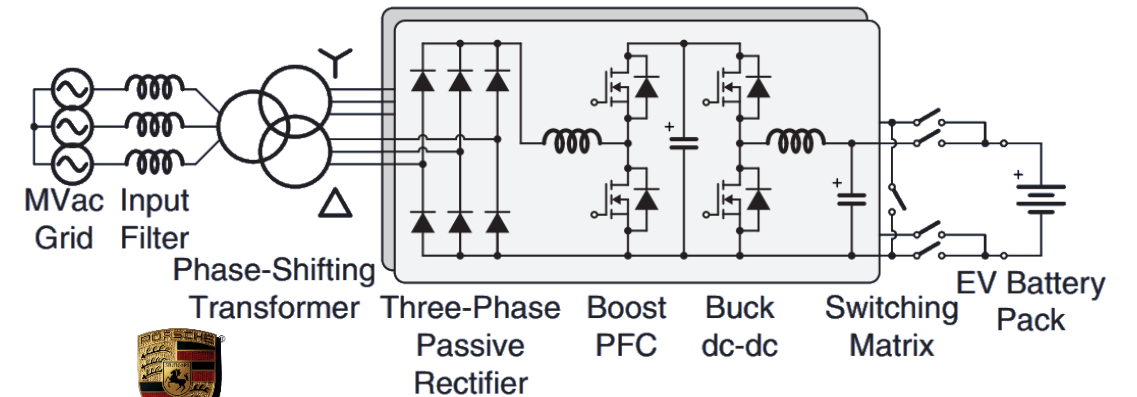 MVac
Grid
Input
Filter
Phase-Shifting
Transformer
Three-Phase
Passive
Rectifier
Boost
PFC
Buck
dc-dc
Switching
Matrix
EV Battery
Pack
+
+
+
PORSCHE
®